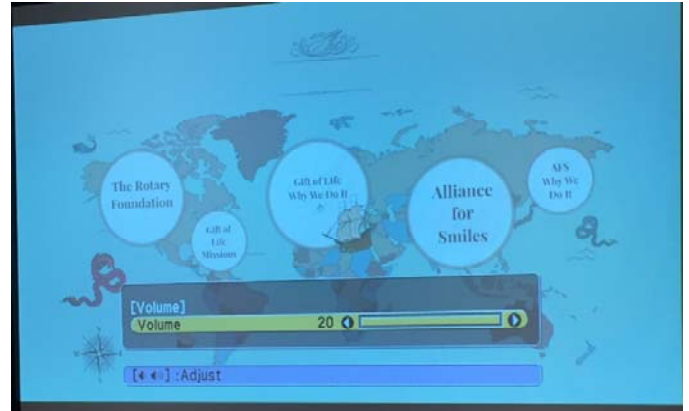 The Rotary
Foundation
Gift of
Life
Missions
Gift of Life
Why We Do It
Alliance
for
Smiles
AFS
Why We
Do It
[Volume]
Volume 20
:Adjust